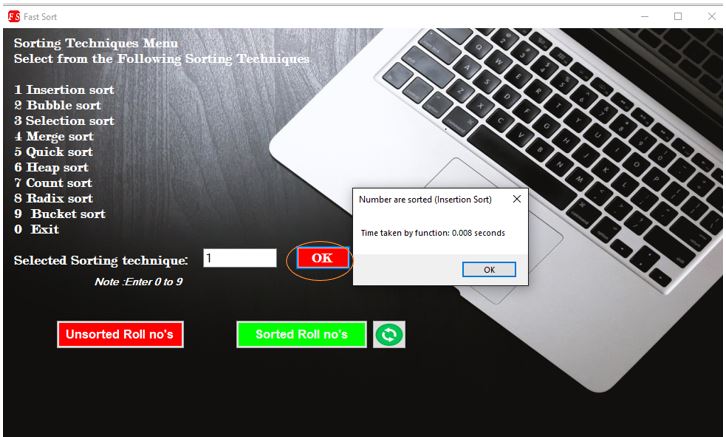 FS Fast Sort
Sorting Techniques Menu
Select from the Following Sorting Techniques
1 Insertion sort
2 Bubble sort
3 Selection sort
4 Merge sort
5 Quick sort
6 Heap sort
7 Count sort
8 Radix sort
9 Bucket sort
0 Exit
Selected Sorting technique: 1 OK
Note :Enter 0 to 9
Number are sorted (Insertion Sort)
Time taken by function: 0.008 seconds
OK
Unsorted Roll no's Sorted Roll no's